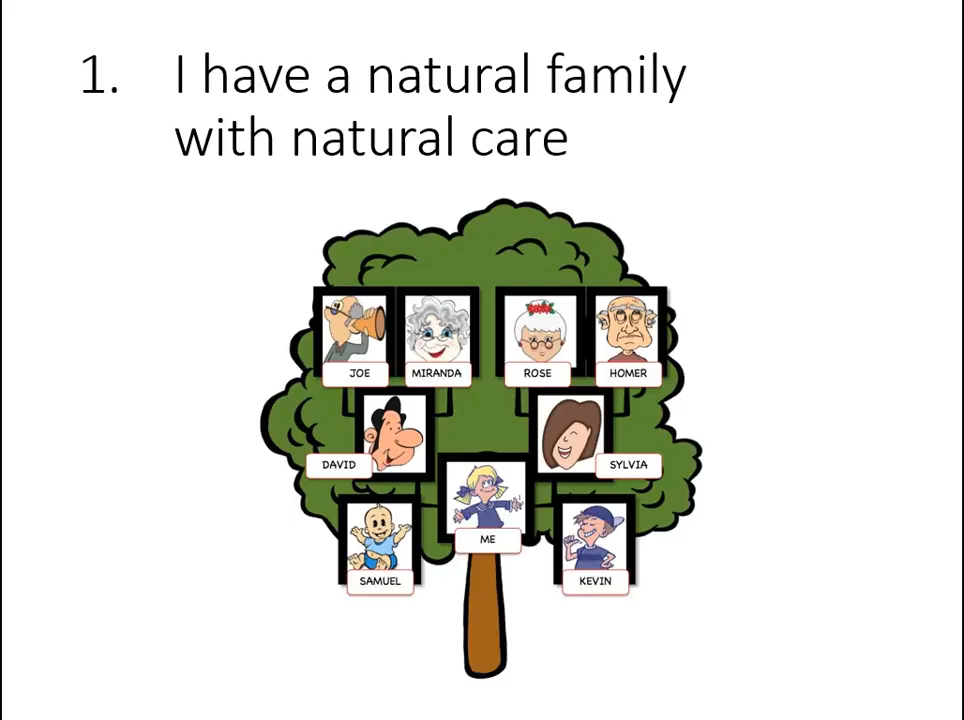 1. I have a natural family
with natural care
JOE MIRANDA ROSE HOMER
DAVID SYLVIA
ME
SAMUEL KEVIN